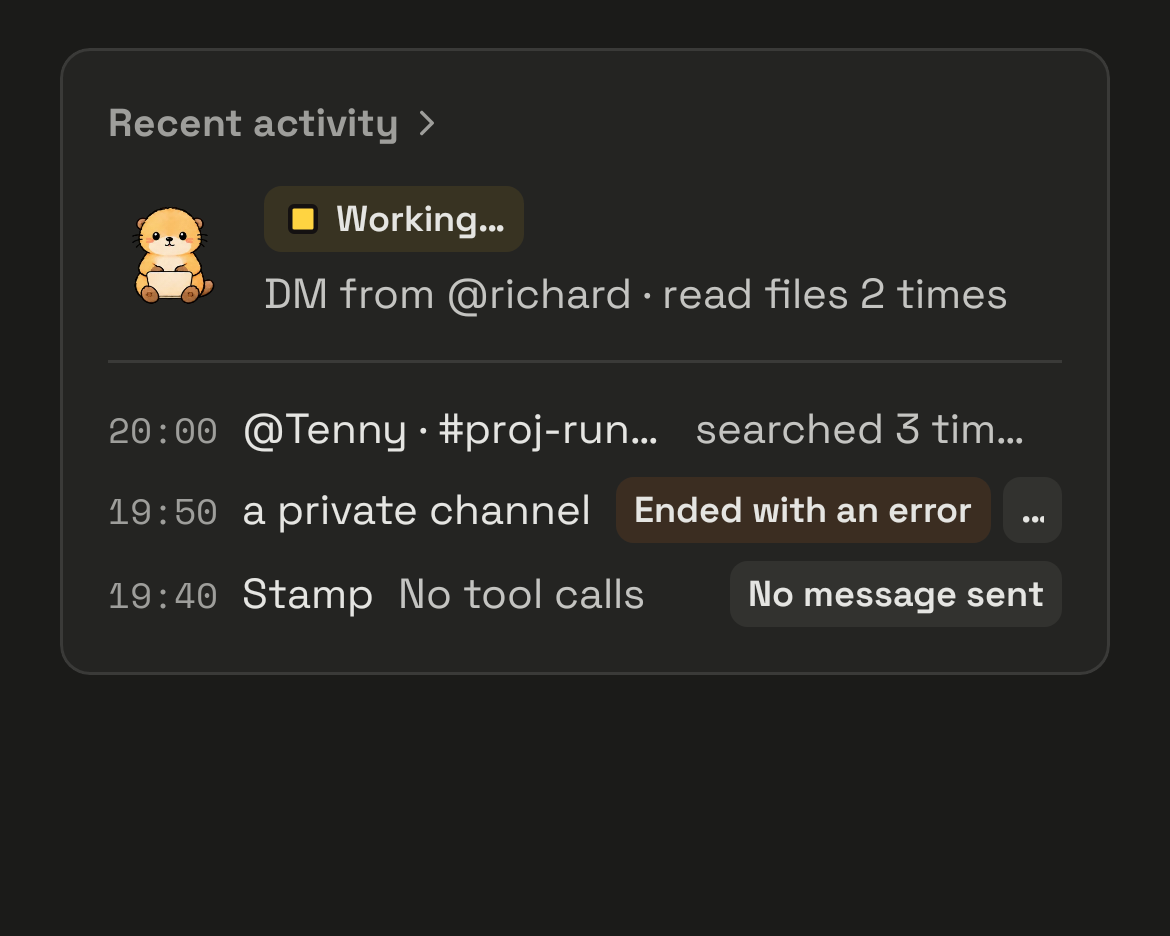 Recent activity
Working…
DM from @richard · read files 2 times
20:00 @Tenny · #proj-run… searched 3 tim…
19:50 a private channel Ended with an error …
19:40 Stamp No tool calls No message sent